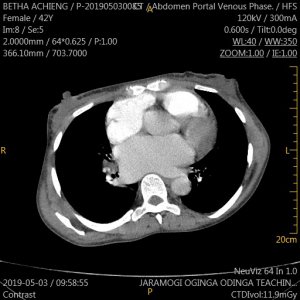 BETHA ACHIENG / P-20190503008
CT / Abdomen Portal Venous Phase. / HFS
A
Female / 42Y
120kV / 300mA
Im:8 / Se:5
0.600s / Tilt:0.0deg
2.0000mm / 64*0.625 / P:1.00
WL:40 / WW:350
366.10mm / 703.7000
ZOOM:1.00 / IE:1.00
R
L
20cm
NeuViz 64 In 1.0
2019-05-03 / 09:58:55
JARAMOGI OGINGA ODINGA TEACHIN...
Contrast
P
CTDIvol:11.9mGy